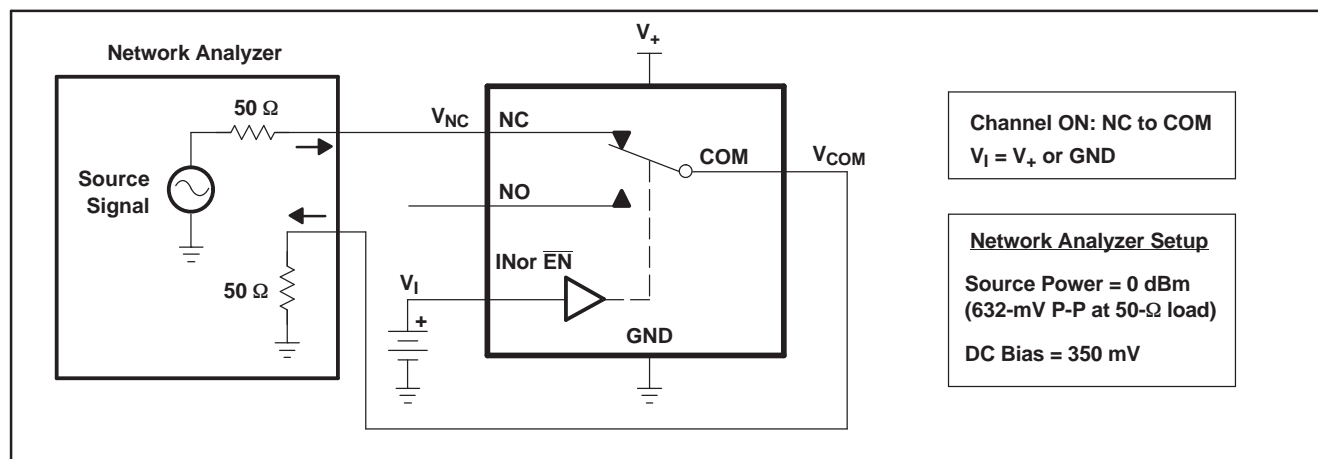 Network Analyzer
50 Ω
Source
Signal
50 Ω
V+
VNC
NC
COM
VCOM
NO
INor EN
VI
+
GND
Channel ON: NC to COM
VI = V+ or GND
Network Analyzer Setup
Source Power = 0 dBm
(632-mV P-P at 50-Ω load)
DC Bias = 350 mV